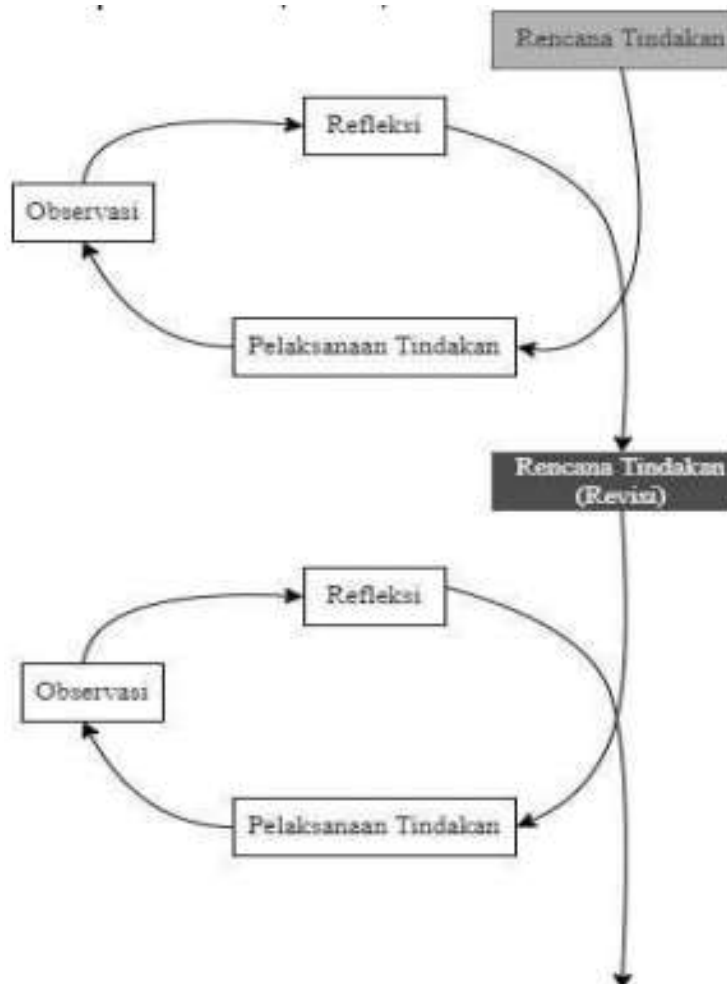 Rencana Tindakan
Refleksi
Observasi
Pelaksanaan Tindakan
Rencana Tindakan
(Revisi)
Refleksi
Observasi
Pelaksanaan Tindakan